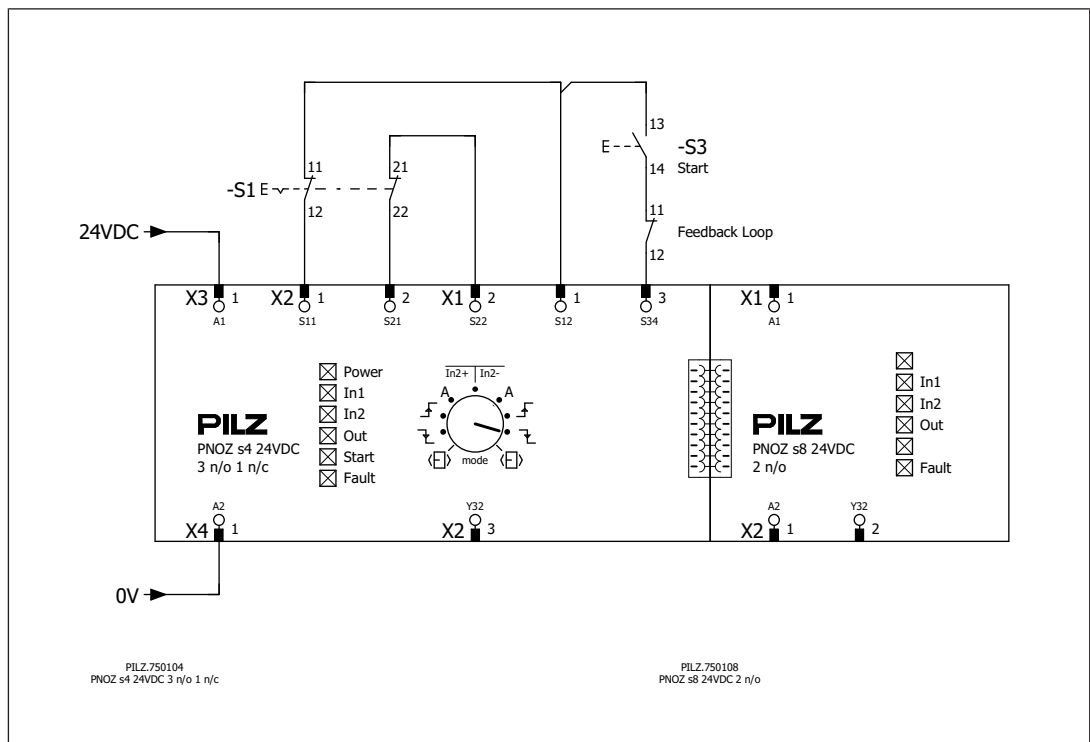 13
-S3
E
14 Start
11 21
-S1 E
12 22
11
Feedback Loop
12
24VDC
X3 1 X2 1 2 X1 2 1 3 X1 1
A1 S11 S21 S22 S12 S34 A1
Power
In1
In2
Out
Start
Fault
In2+ In2-
A A
mode
PILZ
PNOZ s4 24VDC
3 n/o 1 n/c
In1
In2
Out
Fault
PILZ
PNOZ s8 24VDC
2 n/o
A2 Y32 A2 Y32
X4 1 X2 3 X2 1 2
0V
PILZ.750104
PNOZ s4 24VDC 3 n/o 1 n/c
PILZ.750108
PNOZ s8 24VDC 2 n/o